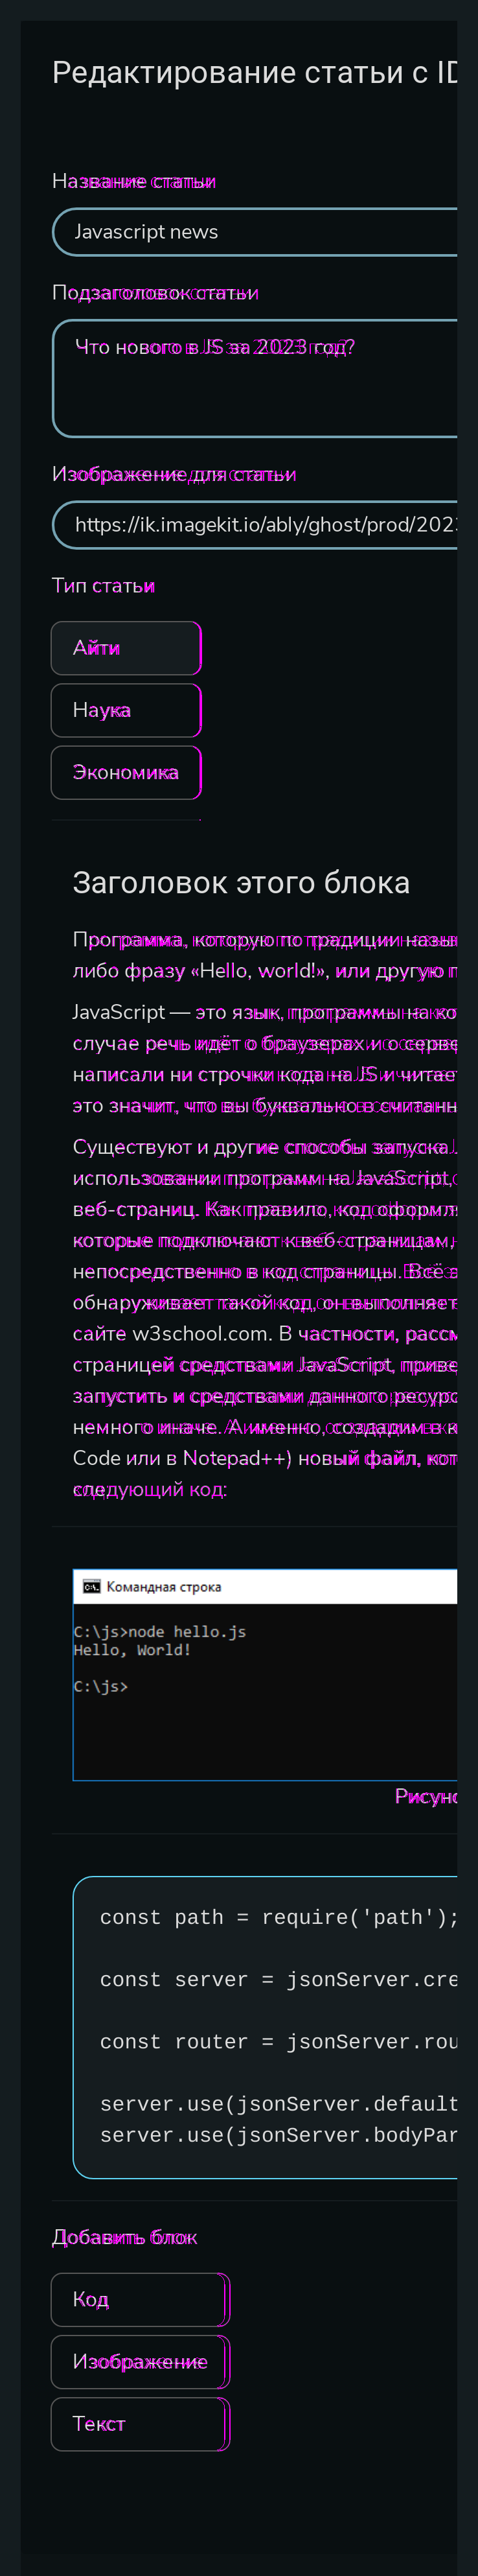 Редактирование статьи с ID
Название статьи
Javascript news
Подзаголовок статьи
Что нового в JS за 2023 год?
Изображение для статьи
https://ik.imagekit.io/ably/ghost/prod/2023
Тип статьи
Айти
Наука
Экономика
Заголовок этого блока
Программа, которую по традиции назыв
либо фразу «Hello, world!», или другую п
JavaScript — это язык, программы на кот
случае речь идёт о браузерах и о сервер
написали ни строчки кода на JS и читает
это значит, что вы буквально в считанн
Существуют и другие способы запуска J
использовании программ на JavaScript,
веб-страниц. Как правило, код оформля
которые подключают к веб-страницам,
непосредственно в код страницы. Всё э
обнаруживает такой код, он выполняет
сайте w3school.com. В частности, рассм
страницей средствами JavaScript, приве
запустить и средствами данного ресурс
немного иначе. А именно, создадим в к
Code или в Notepad++) новый файл, кот
следующий код:
Командная строка
C:\js>node hello.js
Hello, World!
C:\js>
Рисун
const path = require('path');
const server = jsonServer.cre
const router = jsonServer.rou
server.use(jsonServer.default
server.use(jsonServer.bodyPar
Добавить блок
Код
Изображение
Текст